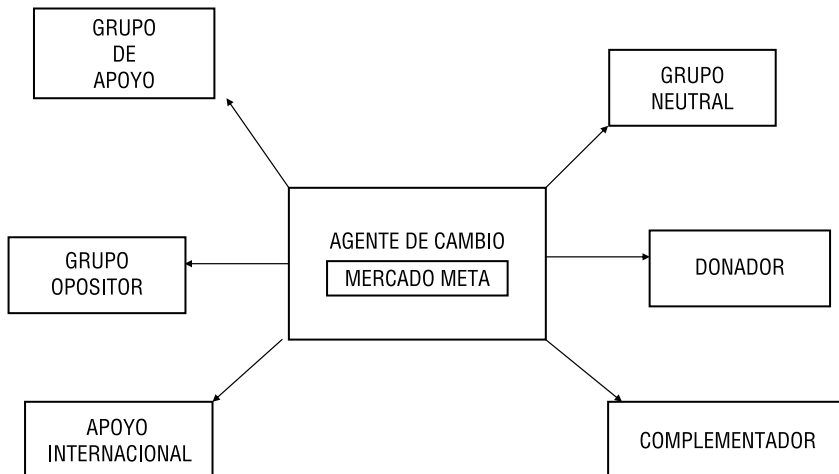 GRUPO
DE
APOYO
GRUPO
NEUTRAL
AGENTE DE CAMBIO
MERCADO META
GRUPO
OPOSITOR
DONADOR
APOYO
INTERNACIONAL
COMPLEMENTADOR